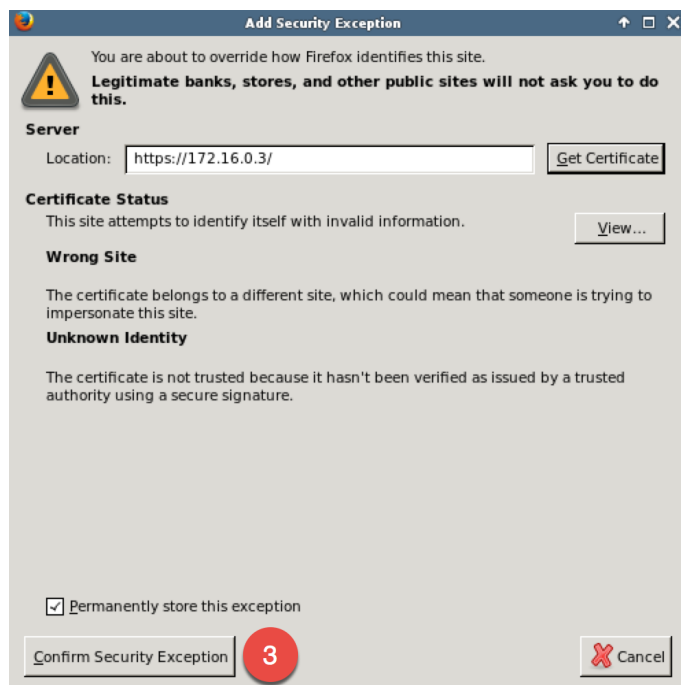 Add Security Exception
You are about to override how Firefox identifies this site.
Legitimate banks, stores, and other public sites will not ask you to do
this.
Server
Location: https://172.16.0.3/ Get Certificate
Certificate Status
This site attempts to identify itself with invalid information.
View...
Wrong Site
The certificate belongs to a different site, which could mean that someone is trying to
impersonate this site.
Unknown Identity
The certificate is not trusted because it hasn't been verified as issued by a trusted
authority using a secure signature.
Permanently store this exception
Confirm Security Exception 3 Cancel